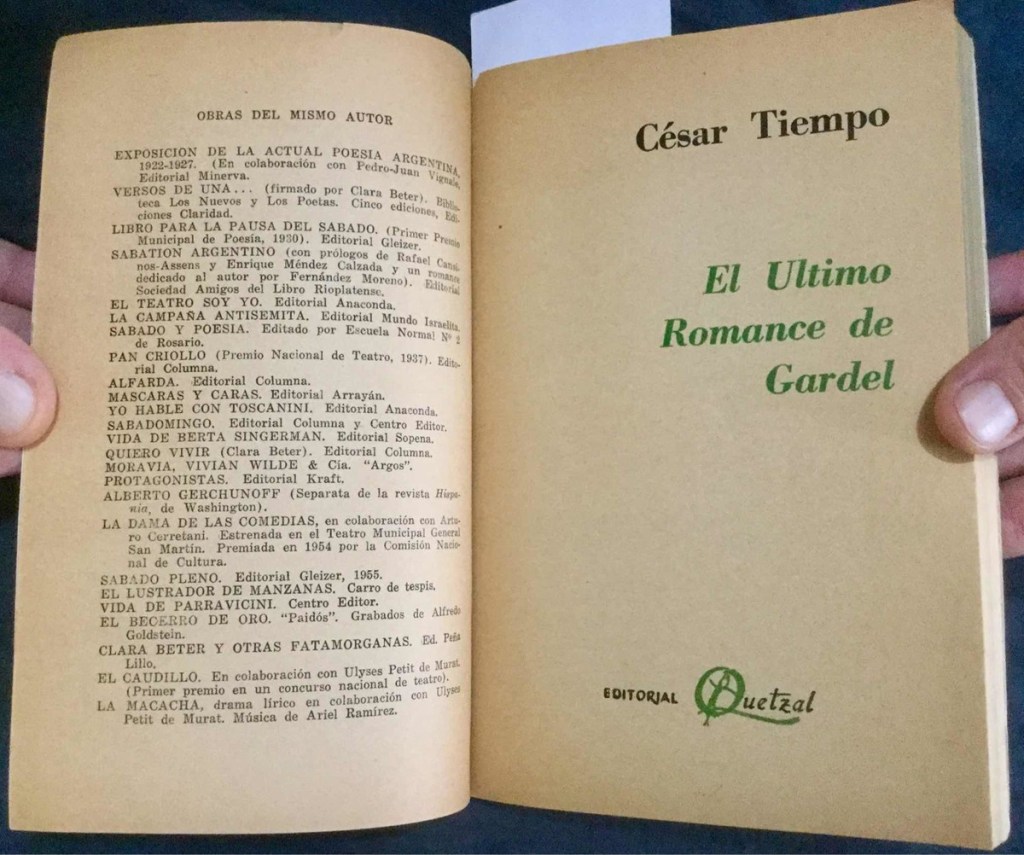 OBRAS DEL MISMO AUTOR
EXPOSICION DE LA ACTUAL POESIA ARGENTINA,
1922-1927. (En colaboración con Pedro-Juan Vignale,
Editorial Minerva.
VERSOS DE UNA... (firmado por Clara Beter). Biblio-
teca Los Nuevos y Los Poetas. Cinco ediciones, Edi-
ciones Claridad.
LIBRO PARA LA PAUSA DEL SABADO. (Primer Premio
Municipal de Poesía, 1930). Editorial Gleizer.
SABATION ARGENTINO (con prólogos de Rafael Cansi-
nos-Assens y Enrique Méndez Calzada y un romance
dedicado al autor por Fernández Moreno). Editorial
Sociedad Amigos del Libro Rioplatense.
EL TEATRO SOY YO. Editorial Anaconda.
LA CAMPAÑA ANTISEMITA. Editorial Mundo Israelita.
SABADO Y POESIA. Editado por Escuela Normal Nº 2
de Rosario.
PAN CRIOLLO (Premio Nacional de Teatro, 1937). Edito-
rial Columna.
ALFARDA. Editorial Columna.
MASCARAS Y CARAS. Editorial Arrayán.
YO HABLE CON TOSCANINI. Editorial Anaconda.
SABADOMINGO. Editorial Columna y Centro Editor.
VIDA DE BERTA SINGERMAN. Editorial Sopena.
QUIERO VIVIR (Clara Beter). Editorial Columna.
MORAVIA, VIVIAN WILDE & Cía. "Argos".
PROTAGONISTAS. Editorial Kraft.
ALBERTO GERCHUNOFF (Separata de la revista Hispa-
nia, de Washington).
LA DAMA DE LAS COMEDIAS, en colaboración con Artu-
ro Cerretani. Estrenada en el Teatro Municipal General
San Martín. Premiada en 1954 por la Comisión Nacio-
nal de Cultura.
SABADO PLENO. Editorial Gleizer, 1955.
EL LUSTRADOR DE MANZANAS. Carro de tespis.
VIDA DE PARRAVICINI. Centro Editor.
EL BECERRO DE ORO. "Paidós". Grabados de Alfredo
Goldstein.
CLARA BETER Y OTRAS FATAMORGANAS. Ed. Peña
Lillo.
EL CAUDILLO. En colaboración con Ulyses Petit de Murat.
(Primer premio en un concurso nacional de teatro).
LA MACACHA, drama lírico en colaboración con Ulyses
Petit de Murat. Música de Ariel Ramírez.
César Tiempo
El Ultimo
Romance de
Gardel
EDITORIAL Quetzal